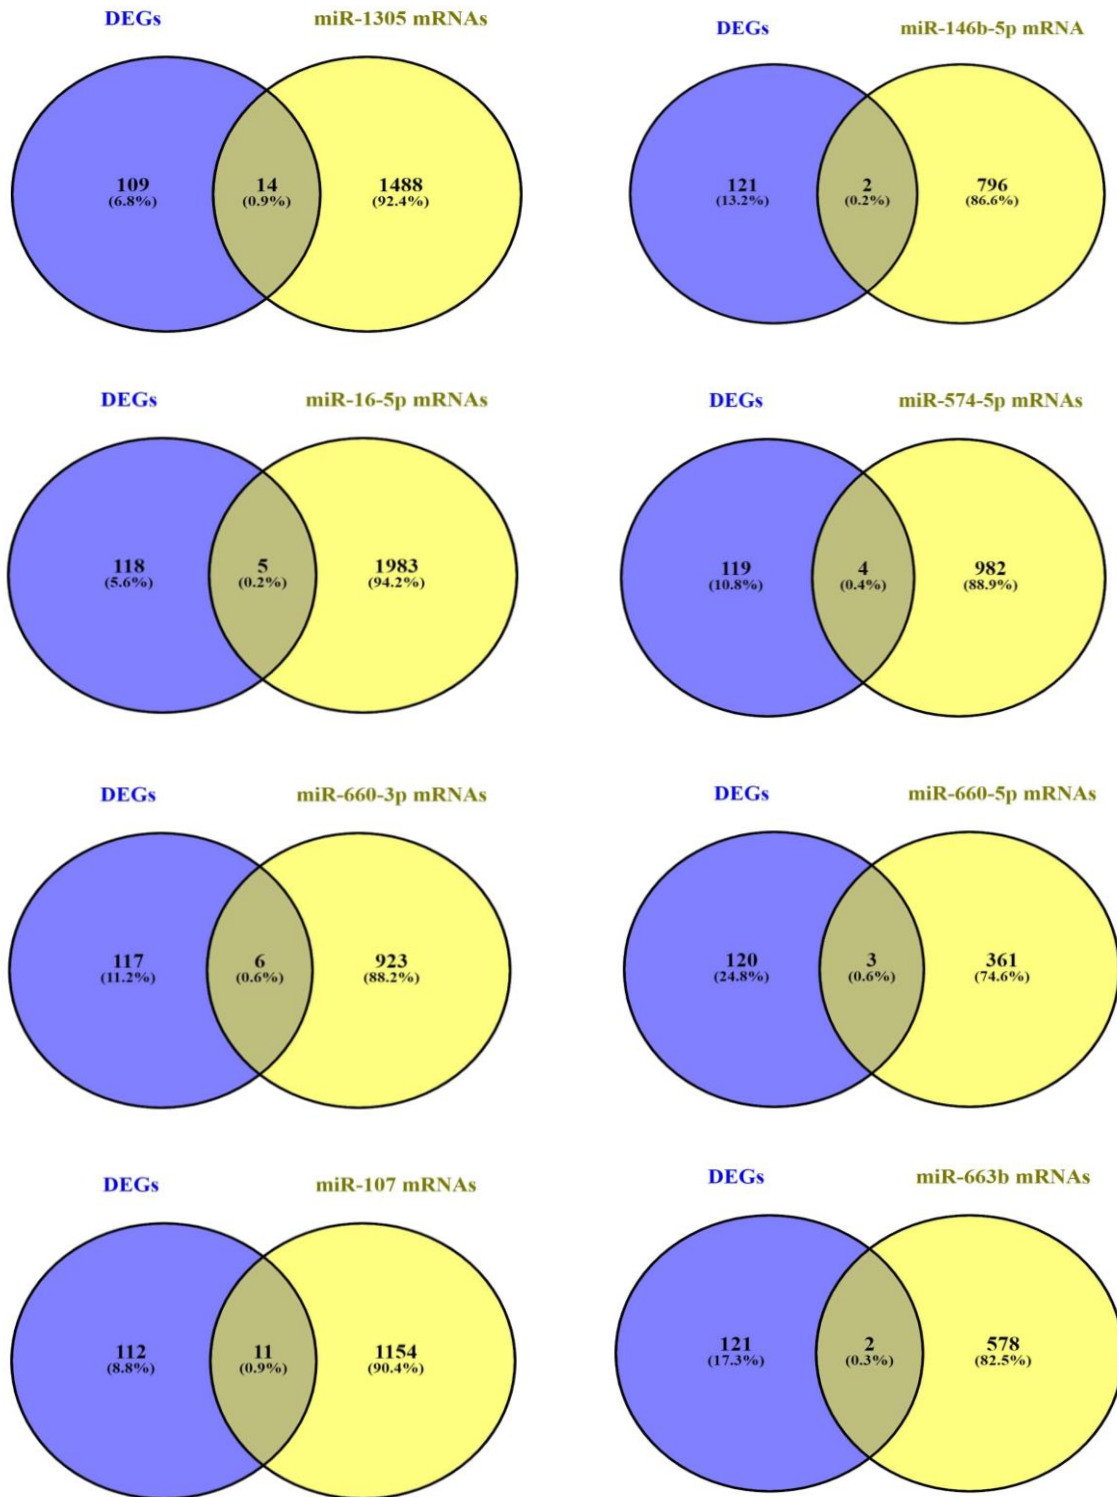 DEGs miR-1305 mRNAs
109 14 1488
(6.8%) (0.9%) (92.4%)
DEGs miR-146b-5p mRNA
121 2 796
(13.2%) (0.2%) (86.6%)
DEGs miR-16-5p mRNAs
118 5 1983
(5.6%) (0.2%) (94.2%)
DEGs miR-574-5p mRNAs
119 4 982
(10.8%) (0.4%) (88.9%)
DEGs miR-660-3p mRNAs
117 6 923
(11.2%) (0.6%) (88.2%)
DEGs miR-660-5p mRNAs
120 3 361
(24.8%) (0.6%) (74.6%)
DEGs miR-107 mRNAs
112 11 1154
(8.8%) (0.9%) (90.4%)
DEGs miR-663b mRNAs
121 2 578
(17.3%) (0.3%) (82.5%)